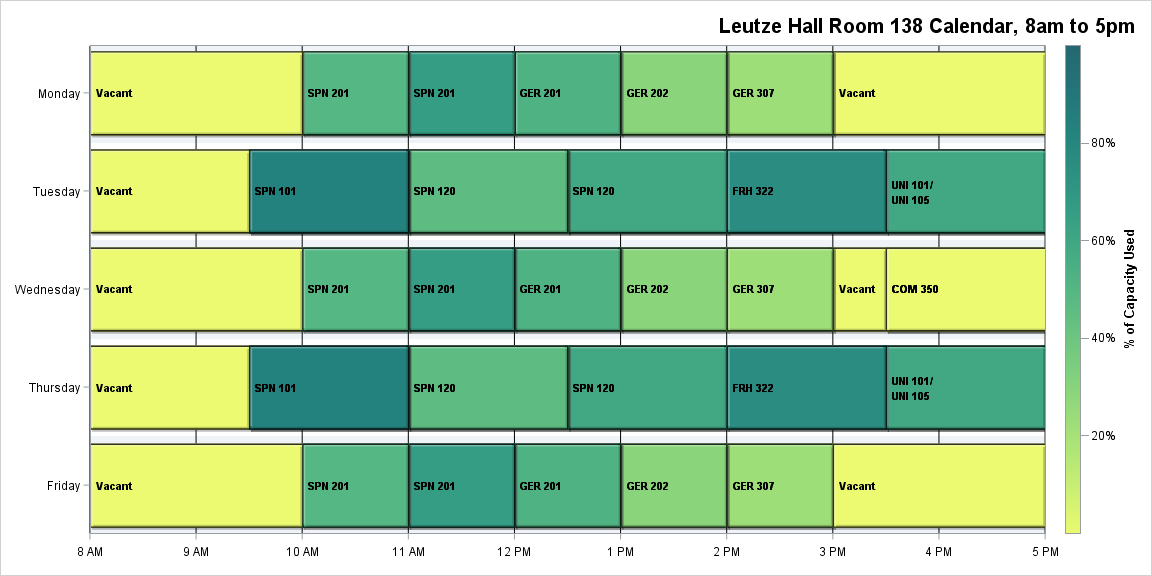 Leutze Hall Room 138 Calendar, 8am to 5pm
Monday
Vacant
SPN 201
SPN 201
GER 201
GER 202
GER 307
Vacant
Tuesday
Vacant
SPN 101
SPN 120
SPN 120
FRH 322
UNI 101/
UNI 105
Wednesday
Vacant
SPN 201
SPN 201
GER 201
GER 202
GER 307
Vacant
COM 350
Thursday
Vacant
SPN 101
SPN 120
SPN 120
FRH 322
UNI 101/
UNI 105
Friday
Vacant
SPN 201
SPN 201
GER 201
GER 202
GER 307
Vacant
8 AM
9 AM
10 AM
11 AM
12 PM
1 PM
2 PM
3 PM
4 PM
5 PM
80%
60%
40%
20%
% of Capacity Used